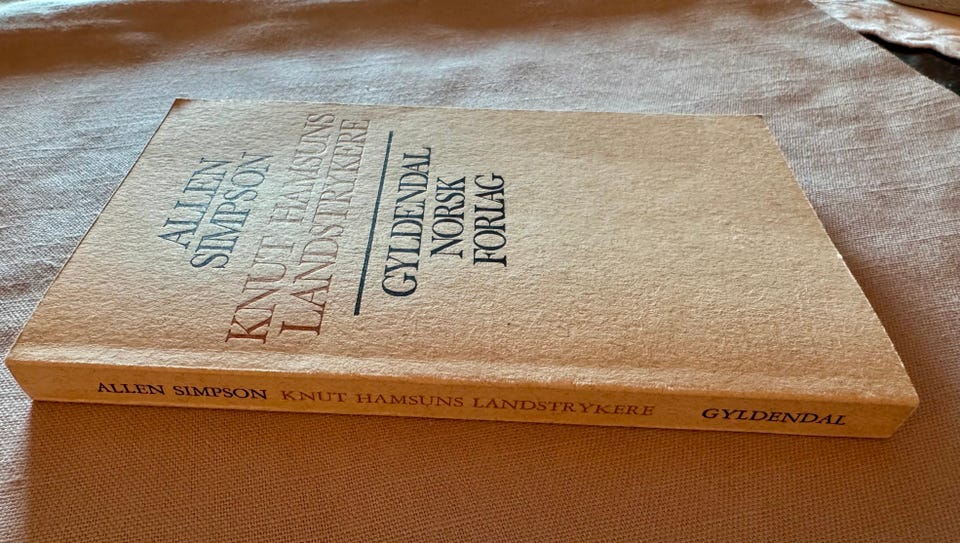 ALLEN
SIMPSON
KNUT HAMSUNS
LANDSTRYKERE
GYLDENDAL
NORSK
FORLAG
ALLEN SIMPSON KNUT HAMSUNS LANDSTRYKERE GYLDENDAL